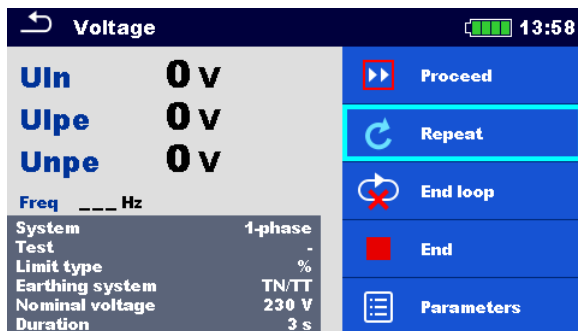 Voltage 13:58
Uln 0 V
Ulpe 0 V
Unpe 0 V
Freq ___ Hz
System 1-phase
Test -
Limit type %
Earthing system TN/TT
Nominal voltage 230 V
Duration 3 s
Proceed
Repeat
End loop
End
Parameters